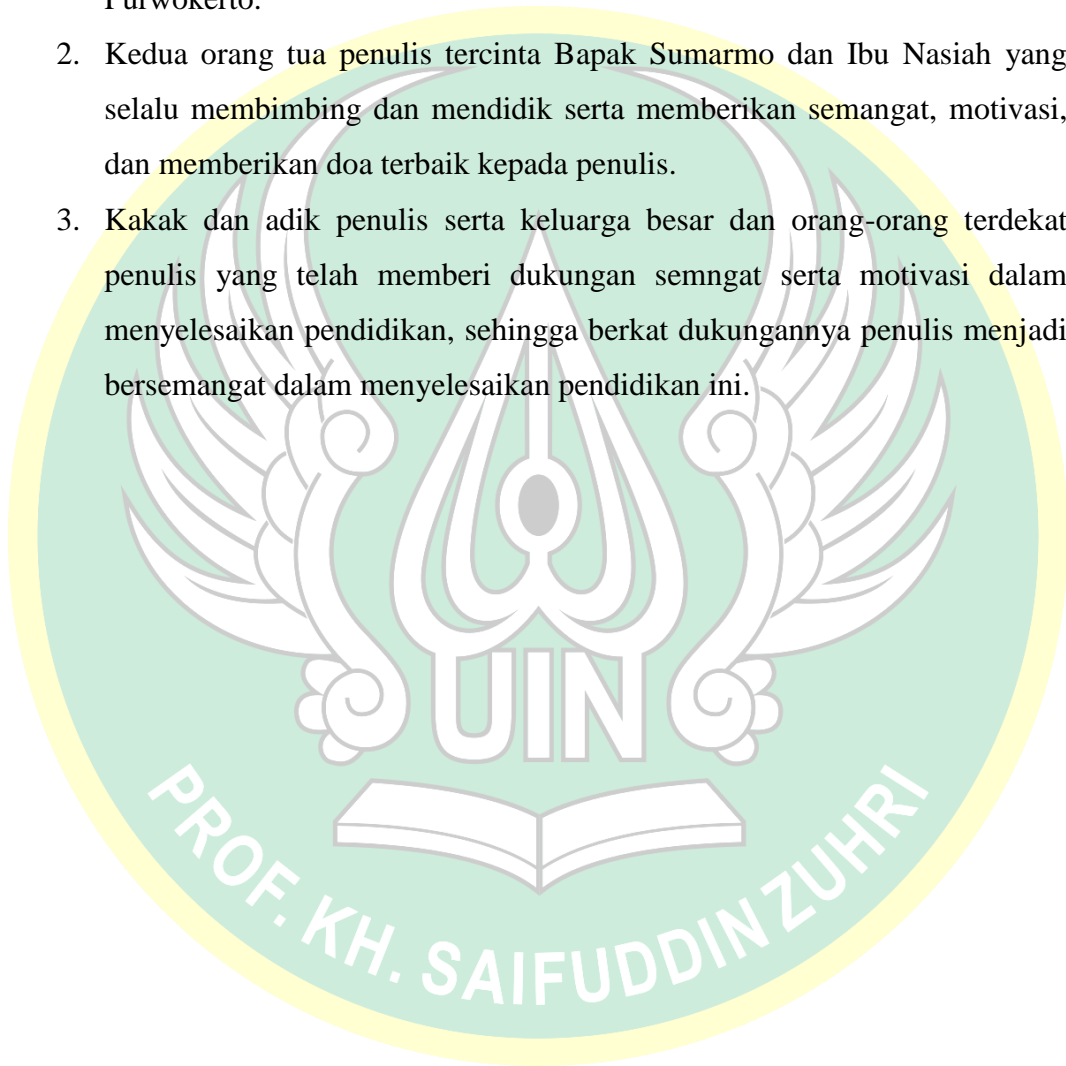 Purwokerto.
2. Kedua orang tua penulis tercinta Bapak Sumarmo dan Ibu Nasiah yang
selalu membimbing dan mendidik serta memberikan semangat, motivasi,
dan memberikan doa terbaik kepada penulis.
3. Kakak dan adik penulis serta keluarga besar dan orang-orang terdekat
penulis yang telah memberi dukungan semngat serta motivasi dalam
menyelesaikan pendidikan, sehingga berkat dukungannya penulis menjadi
bersemangat dalam menyelesaikan pendidikan ini.
UIN
PROF. KH. SAIFUDDIN ZUHRI